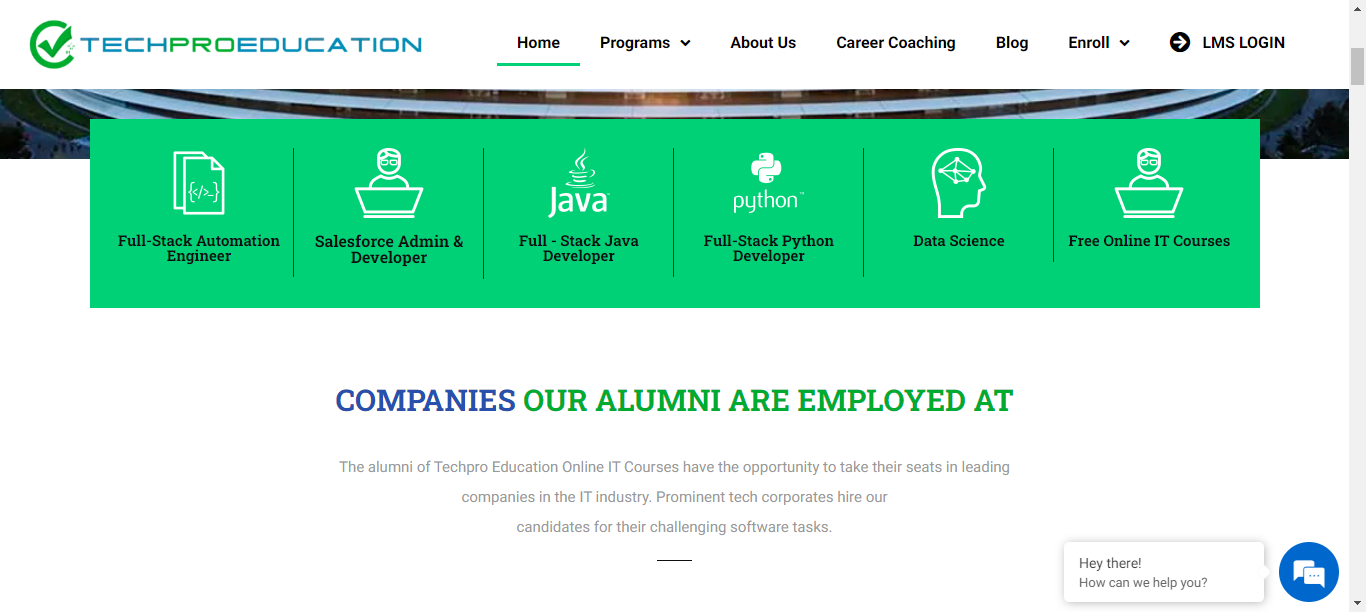 TECHPROEDUCATION
Home
Programs
About Us
Career Coaching
Blog
Enroll
LMS LOGIN
</>_
Full-Stack Automation
Engineer
Salesforce Admin &
Developer
Java™
Full - Stack Java
Developer
python™
Full-Stack Python
Developer
Data Science
Free Online IT Courses
COMPANIES OUR ALUMNI ARE EMPLOYED AT
The alumni of Techpro Education Online IT Courses have the opportunity to take their seats in leading
companies in the IT industry. Prominent tech corporates hire our
candidates for their challenging software tasks.
Hey there!
How can we help you?